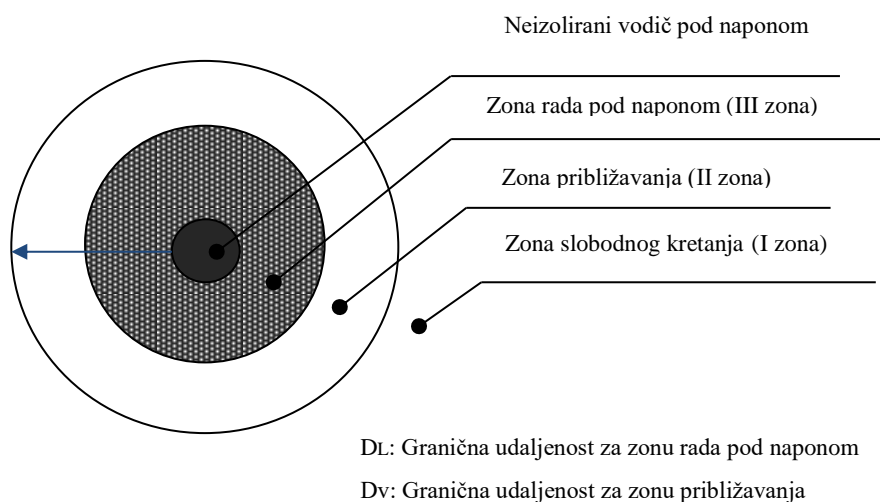 Neizolirani vodič pod naponom
Zona rada pod naponom (III zona)
Zona približavanja (II zona)
Zona slobodnog kretanja (I zona)
DL: Granična udaljenost za zonu rada pod naponom
DV: Granična udaljenost za zonu približavanja